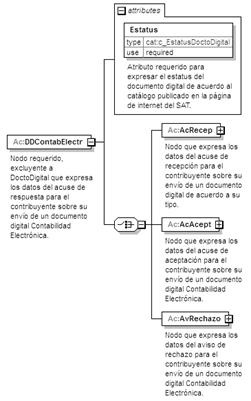 attributes
Estatus
type cat:c_EstatusDoctoDigital
use required
Atributo requerido para
expresar el estatus del
documento digital de acuerdo al
catálogo publicado en la página
de internet del SAT.
Ac:DDContabElectr
Nodo requerido,
excluyente a
DoctoDigital que expresa
los datos del acuse de
respuesta para el
contribuyente sobre su
envío de un documento
digital Contabilidad
Electrónica.
Ac:AcRecep
Nodo que expresa los
datos del acuse de
recepción para el
contribuyente sobre su
envío de un documento
digital de acuerdo a
su tipo.
Ac:AcAcept
Nodo que expresa los
datos del acuse de
aceptación para el
contribuyente sobre su
envío de un documento
digital Contabilidad
Electrónica.
Ac:AvRechazo
Nodo que expresa los
datos del aviso de
rechazo para el
contribuyente sobre su
envío de un documento
digital Contabilidad
Electrónica.